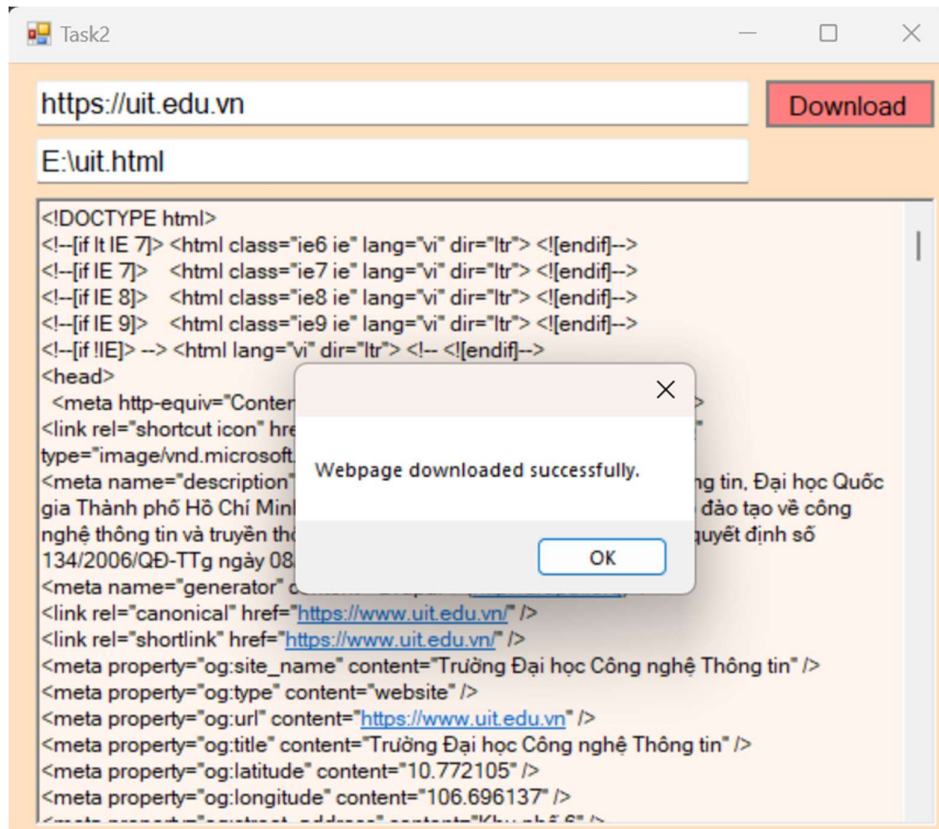 Task2
https://uit.edu.vn
Download
E:\uit.html
<!DOCTYPE html>
<!--[if lt IE 7]> <html class="ie6 ie" lang="vi" dir="ltr"> <![endif]-->
<!--[if IE 7]>    <html class="ie7 ie" lang="vi" dir="ltr"> <![endif]-->
<!--[if IE 8]>    <html class="ie8 ie" lang="vi" dir="ltr"> <![endif]-->
<!--[if IE 9]>    <html class="ie9 ie" lang="vi" dir="ltr"> <![endif]-->
<!--[if !IE]> --> <html lang="vi" dir="ltr"> <!-- <![endif]-->
<head>
<meta http-equiv="Conter
<link rel="shortcut icon" hre
type="image/vnd.microsoft.
<meta name="description" ng tin, Đại học Quốc
gia Thành phố Hồ Chí Minh đào tạo về công
nghệ thông tin và truyền thô quyết định số
134/2006/QĐ-TTg ngày 08
<meta name="generator"
<link rel="canonical" href="https://www.uit.edu.vn/" />
<link rel="shortlink" href="https://www.uit.edu.vn/" />
<meta property="og:site_name" content="Trường Đại học Công nghệ Thông tin" />
<meta property="og:type" content="website" />
<meta property="og:url" content="https://www.uit.edu.vn" />
<meta property="og:title" content="Trường Đại học Công nghệ Thông tin" />
<meta property="og:latitude" content="10.772105" />
<meta property="og:longitude" content="106.696137" />
Webpage downloaded successfully.
OK